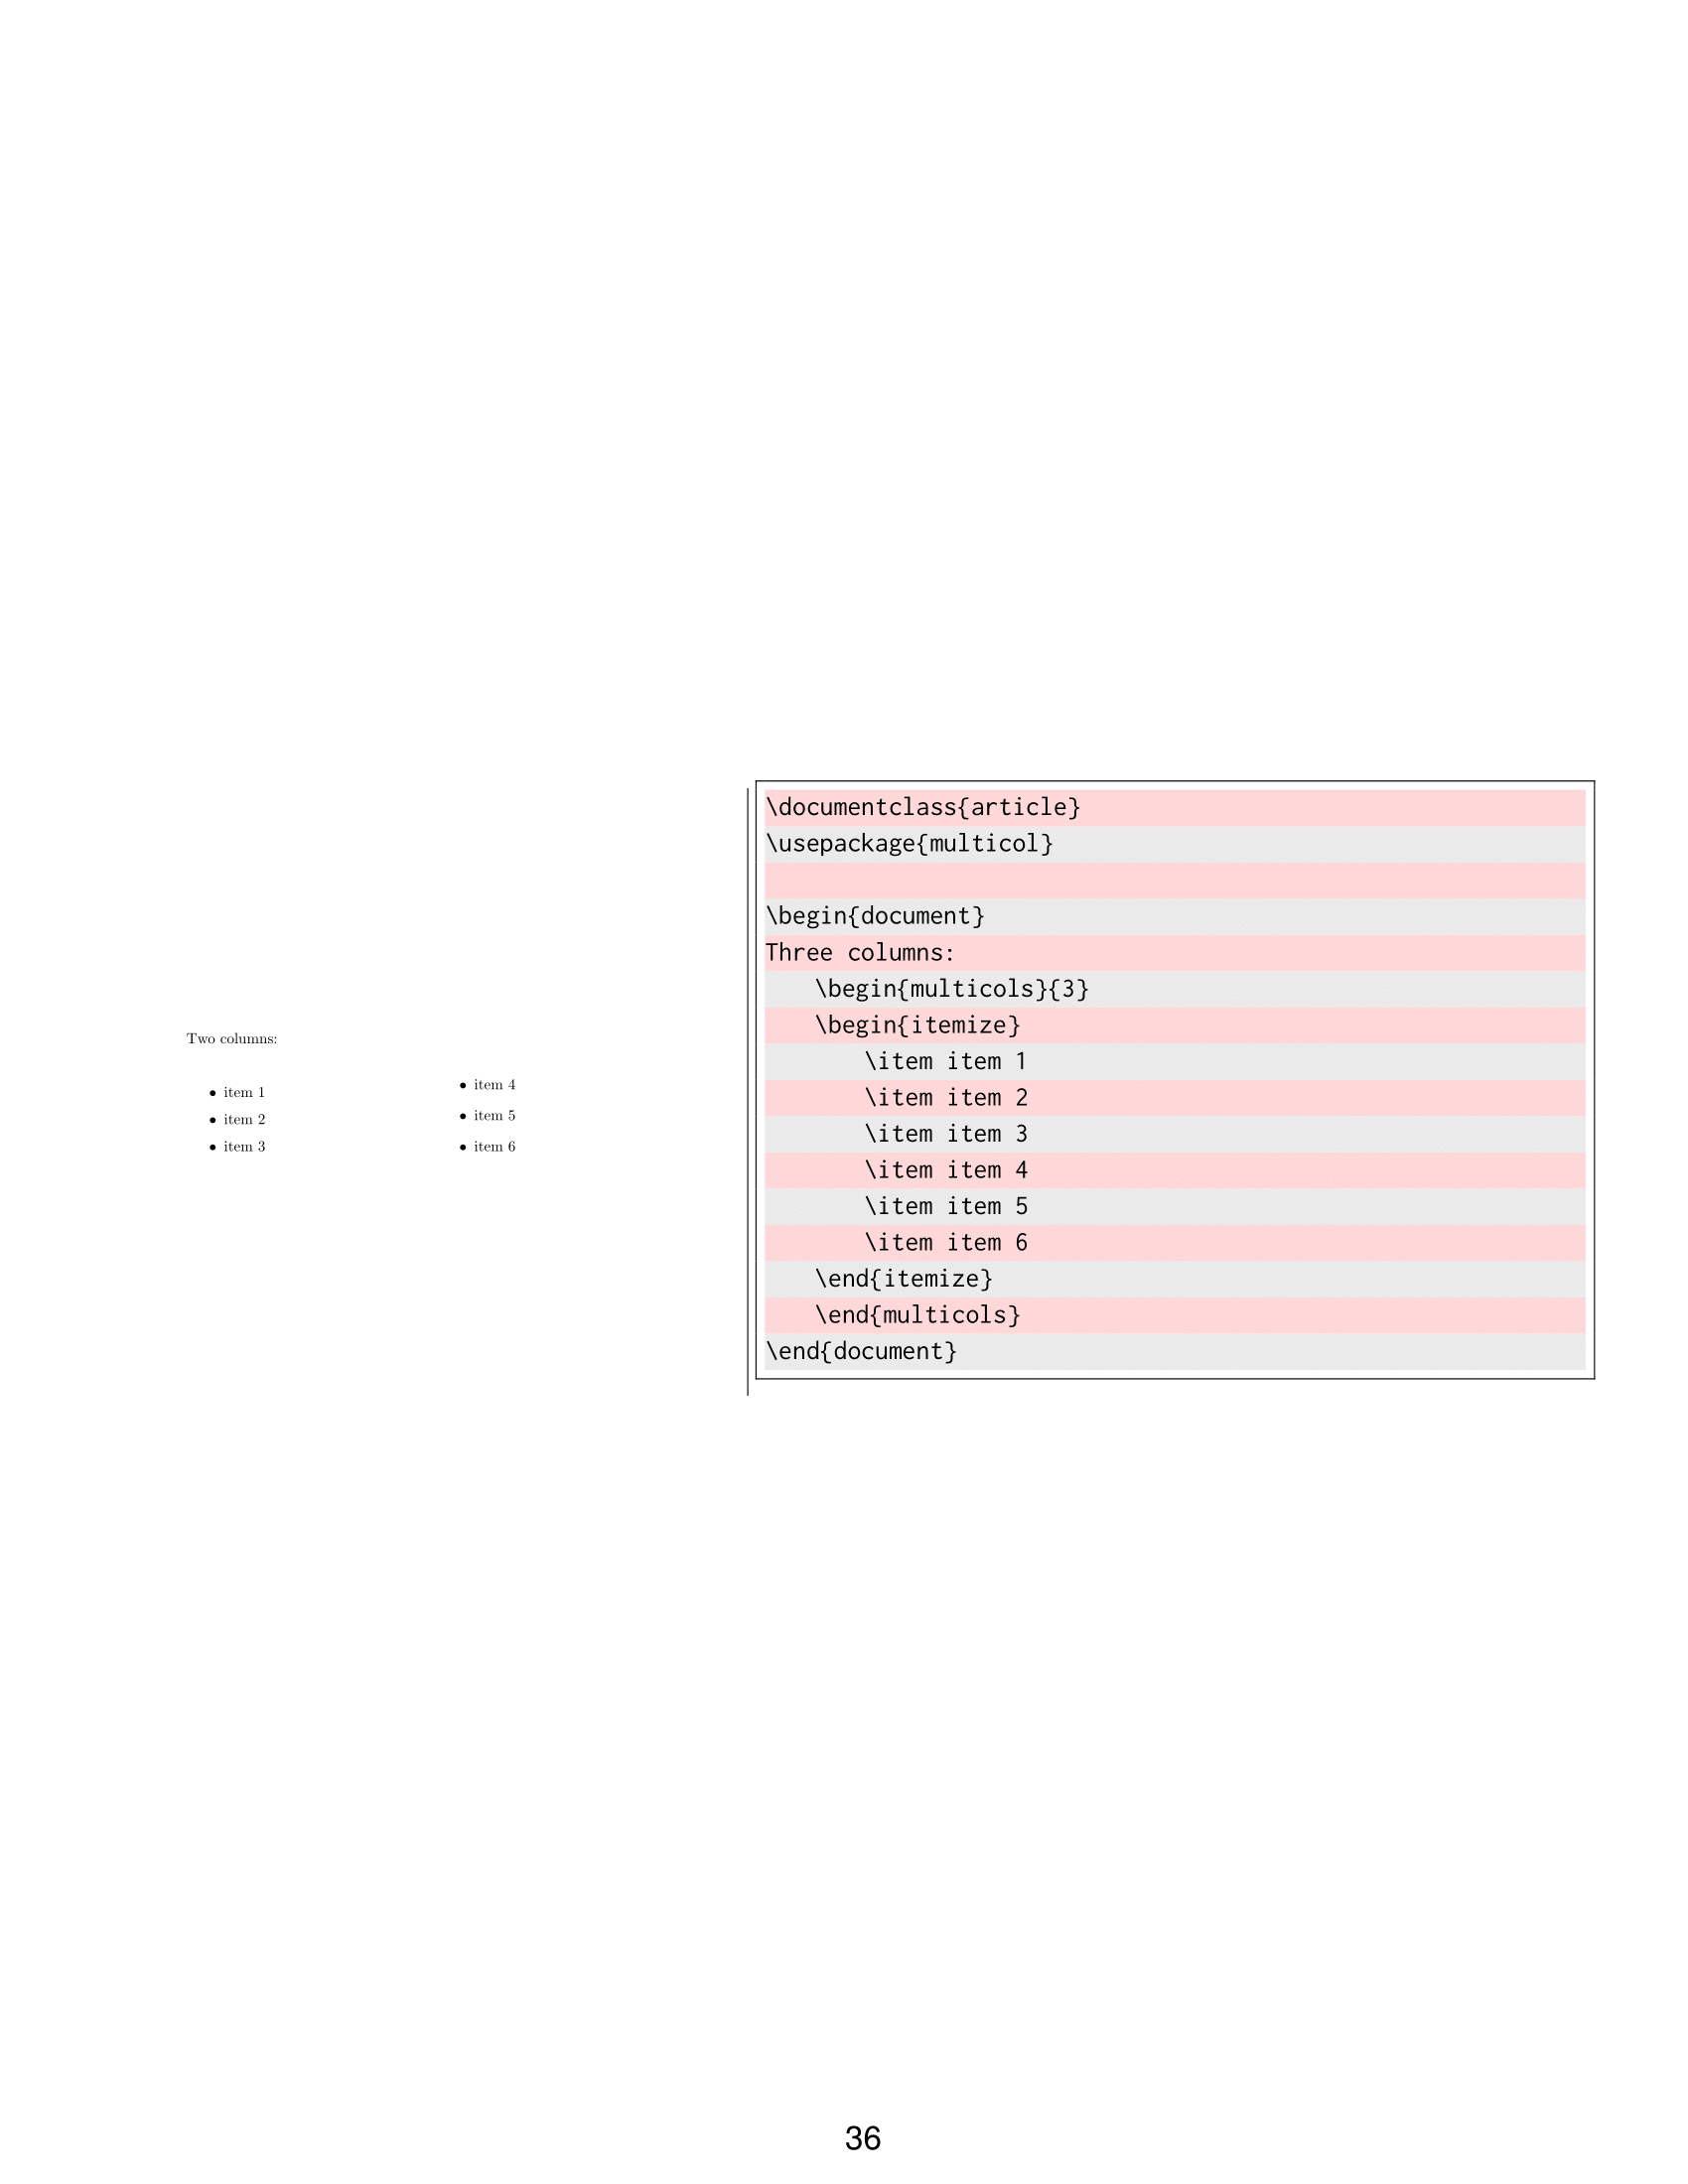 Two columns:
• item 1
• item 2
• item 3
• item 4
• item 5
• item 6
\documentclass{article}
\usepackage{multicol}

\begin{document}
Three columns:
    \begin{multicols}{3}
    \begin{itemize}
        \item item 1
        \item item 2
        \item item 3
        \item item 4
        \item item 5
        \item item 6
    \end{itemize}
    \end{multicols}
\end{document}
36